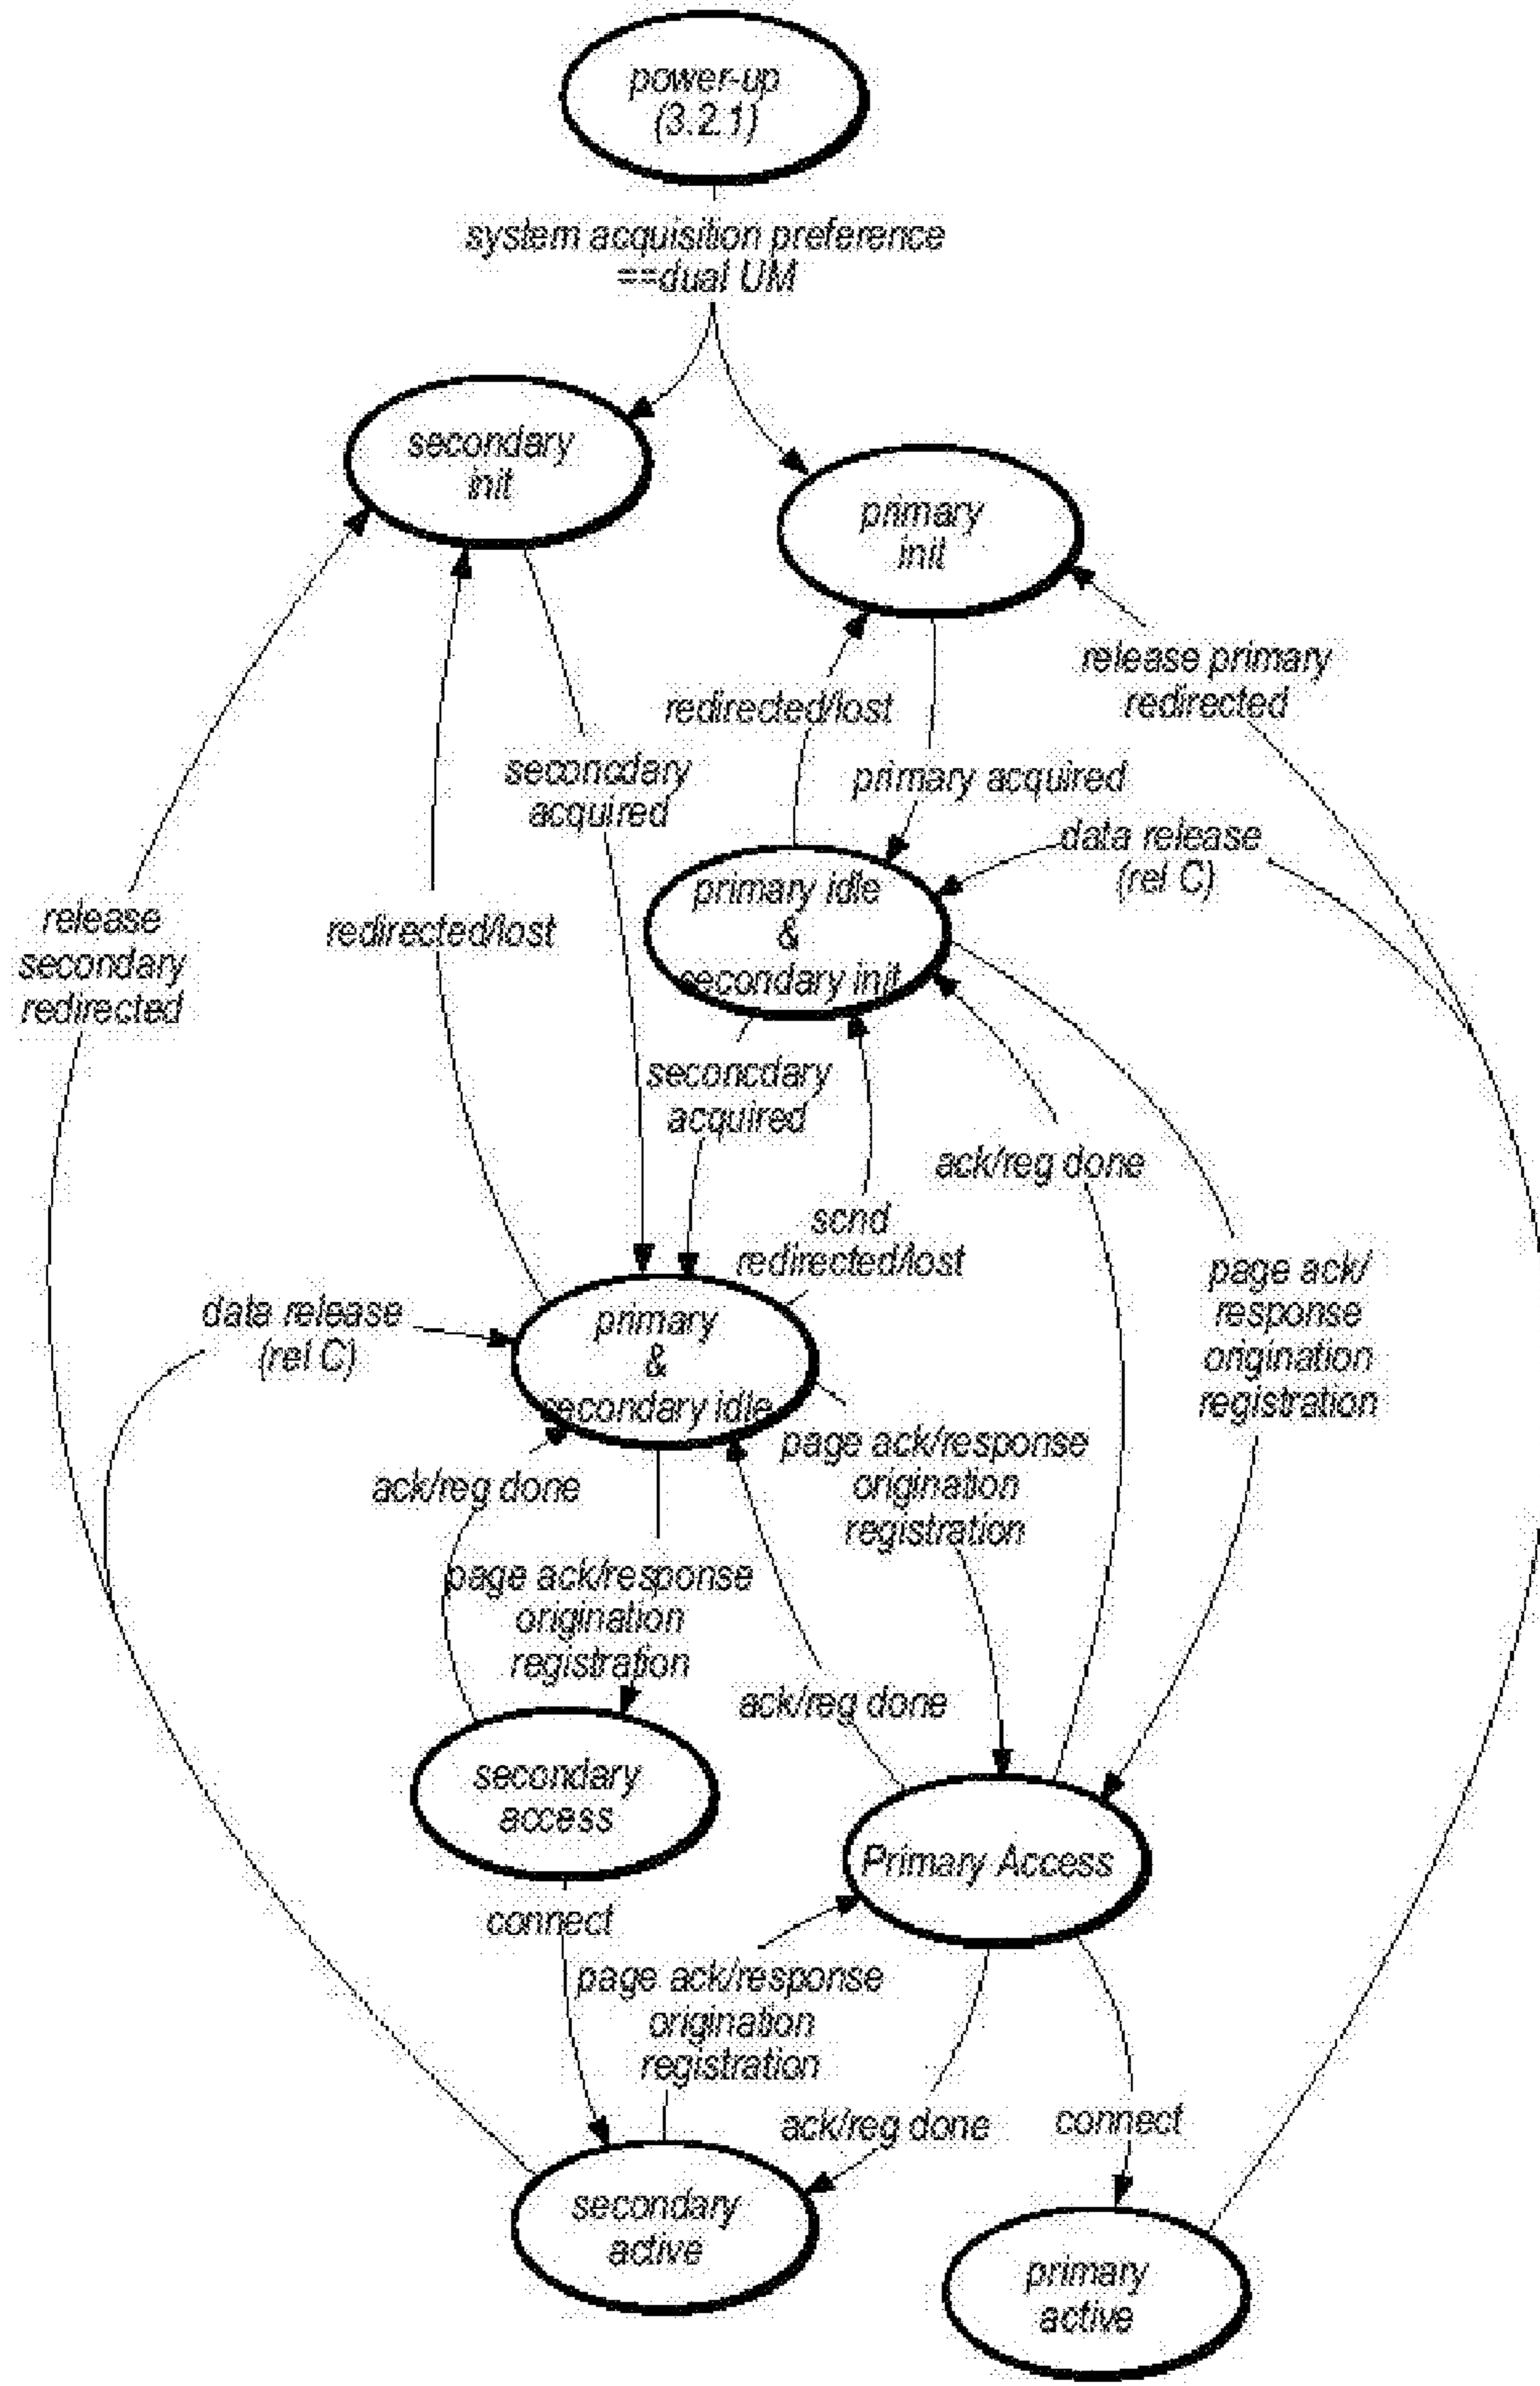 power-up
(3.2.1)
system acquisition preference
==dual UM
secondary
init
primary
init
release primary
redirected
redirected/lost
secondary
acquired
primary acquired
data release
(rel C)
primary idle
&
secondary init
release
secondary
redirected
redirected/lost
seconcdary
acquired
ack/reg done
scnd
redirected/lost
page ack/
response
origination
registration
data release
(rel C)
primary
&
secondary idle
page ack/response
origination
registration
ack/reg done
page ack/response
origination
registration
ack/reg done
secondary
access
Primary Access
connect
page ack/response
origination
registration
ack/reg done
connect
secondary
active
primary
active